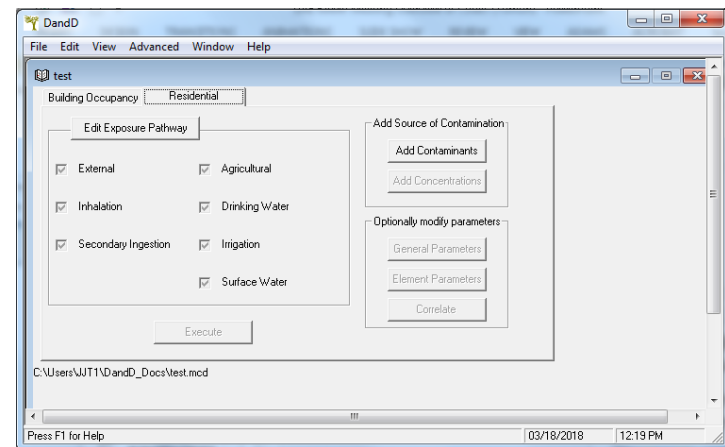 DandD
File Edit View Advanced Window Help
test
Building Occupancy Residential
Edit Exposure Pathway
External
Agricultural
Inhalation
Drinking Water
Secondary Ingestion
Irrigation
Surface Water
Execute
Add Source of Contamination
Add Contaminants
Add Concentrations
Optionally modify parameters
General Parameters
Element Parameters
Correlate
C:\Users\JJT1\DandD_Docs\test.mcd
Press F1 for Help
03/18/2018
12:19 PM